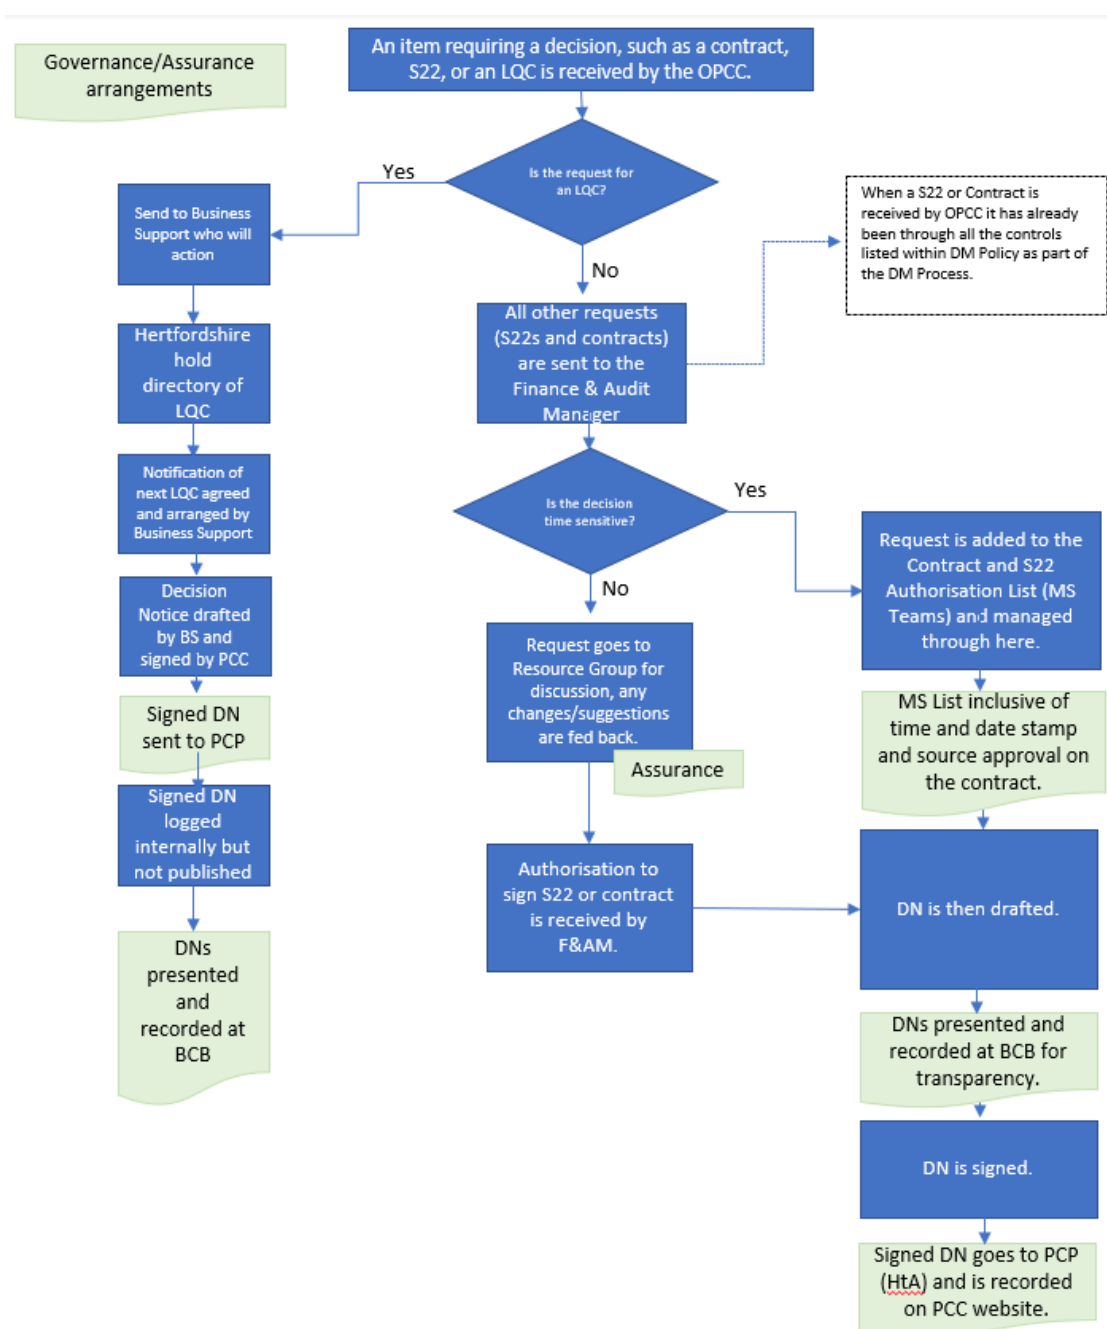 Governance/Assurance
arrangements
An item requiring a decision, such as a contract,
S22, or an LQC is received by the OPCC.
Is the request for
an LQC?
Yes
No
Send to Business
Support who will
action
Hertfordshire
hold
directory of
LQC
Notification of
next LQC agreed
and arranged by
Business Support
Decision
Notice drafted
by BS and
signed by PCC
Signed DN
sent to PCP
Signed DN
logged
internally but
not published
DNs
presented
and
recorded at
BCB
When a S22 or Contract is
received by OPCC it has already
been through all the controls
listed within DM Policy as part of
the DM Process.
All other requests
(S22s and contracts)
are sent to the
Finance & Audit
Manager
Is the decision
time sensitive?
Yes
No
Request goes to
Resource Group for
discussion, any
changes/suggestions
are fed back.
Assurance
Authorisation to
sign S22 or contract
is received by
F&AM.
Request is added to the
Contract and S22
Authorisation List (MS
Teams) and managed
through here.
MS List inclusive of
time and date stamp
and source approval on
the contract.
DN is then drafted.
DNs presented and
recorded at BCB for
transparency.
DN is signed.
Signed DN goes to PCP
(HtA) and is recorded
on PCC website.